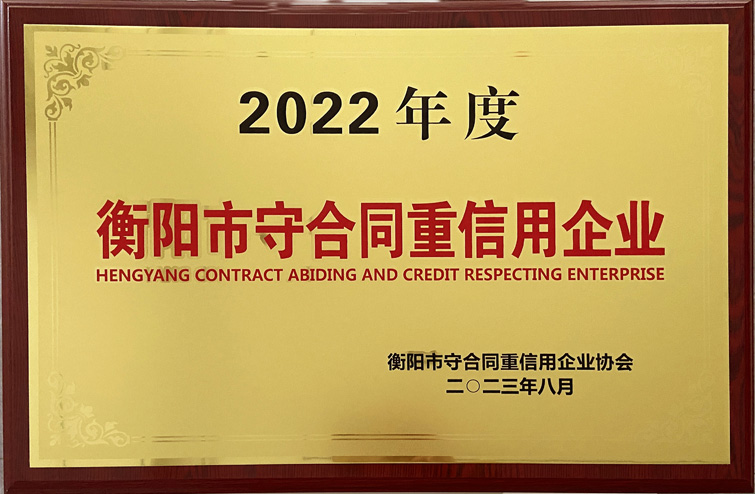 2022年度
衡阳市守合同重信用企业
HENGYANG CONTRACT ABIDING AND CREDIT RESPECTING ENTERPRISE
衡阳市守合同重信用企业协会
二〇二三年八月